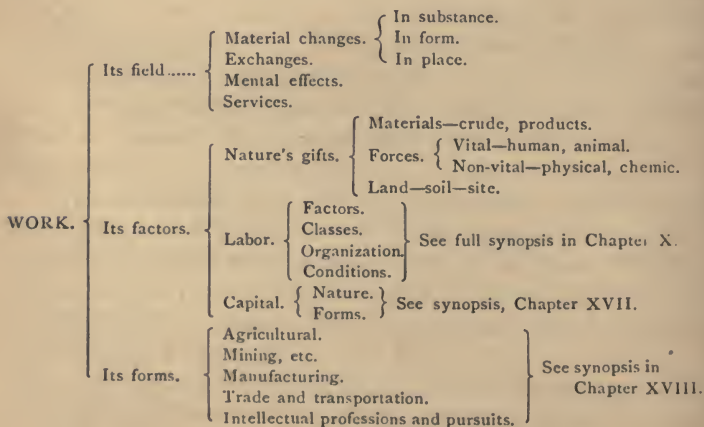 In substance.
Material changes. In form.
In place.
Its field...... Exchanges.
Mental effects.
Services.
Materials—crude, products.
Nature's gifts. Forces. Vital—human, animal.
Non-vital—physical, chemic.
Land—soil—site.
WORK. Its factors. Labor. Factors.
Classes.
Organization.
Conditions.
See full synopsis in Chapter X.
Capital. Nature.
Forms.
See synopsis, Chapter XVII.
Its forms. Agricultural.
Mining, etc.
Manufacturing.
Trade and transportation.
Intellectual professions and pursuits.
See synopsis in
Chapter XVIII.